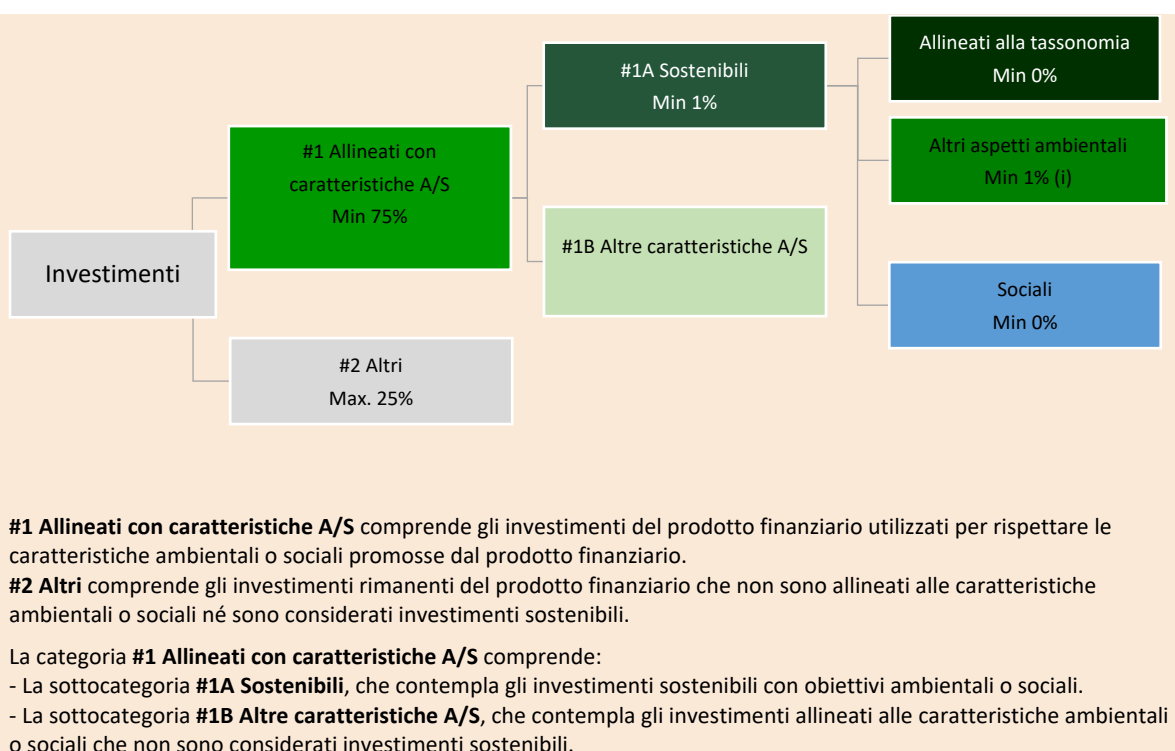 Investimenti
#1 Allineati con
caratteristiche A/S
Min 75%
#2 Altri
Max. 25%
#1A Sostenibili
Min 1%
#1B Altre caratteristiche A/S
Allineati alla tassonomia
Min 0%
Altri aspetti ambientali
Min 1% (i)
Sociali
Min 0%
#1 Allineati con caratteristiche A/S comprende gli investimenti del prodotto finanziario utilizzati per rispettare le
caratteristiche ambientali o sociali promosse dal prodotto finanziario.
#2 Altri comprende gli investimenti rimanenti del prodotto finanziario che non sono allineati alle caratteristiche
ambientali o sociali né sono considerati investimenti sostenibili.
La categoria #1 Allineati con caratteristiche A/S comprende:
- La sottocategoria #1A Sostenibili, che contempla gli investimenti sostenibili con obiettivi ambientali o sociali.
- La sottocategoria #1B Altre caratteristiche A/S, che contempla gli investimenti allineati alle caratteristiche ambientali
o sociali che non sono considerati investimenti sostenibili.